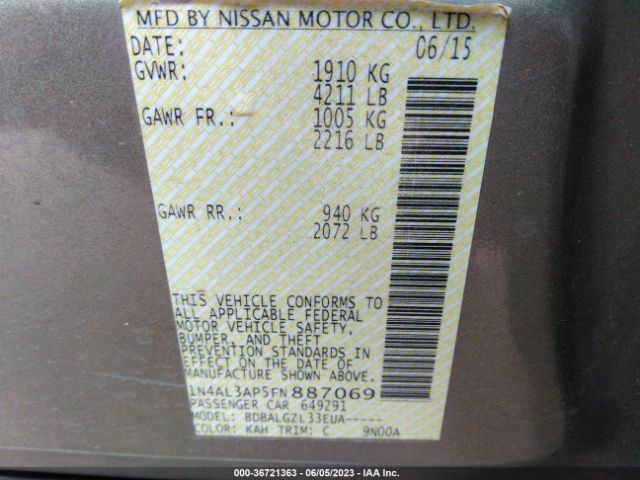 MFD BY NISSAN MOTOR CO., LTD.
DATE: 06/15
GVWR: 1910 KG
4211 LB
GAWR FR.: 1005 KG
2216 LB
GAWR RR.: 940 KG
2072 LB
THIS VEHICLE CONFORMS TO
ALL APPLICABLE FEDERAL
MOTOR VEHICLE SAFETY,
BUMPER, AND THEFT
PREVENTION STANDARDS IN
EFFECT ON THE DATE OF
MANUFACTURE SHOWN ABOVE.
1N4AL3AP5FN887069
PASSENGER CAR 649291
MODEL: BDBALGZL33EUA-----
COLOR: KAH TRIM: C 9N00A
000-36721363 - 06/05/2023 - IAA Inc.